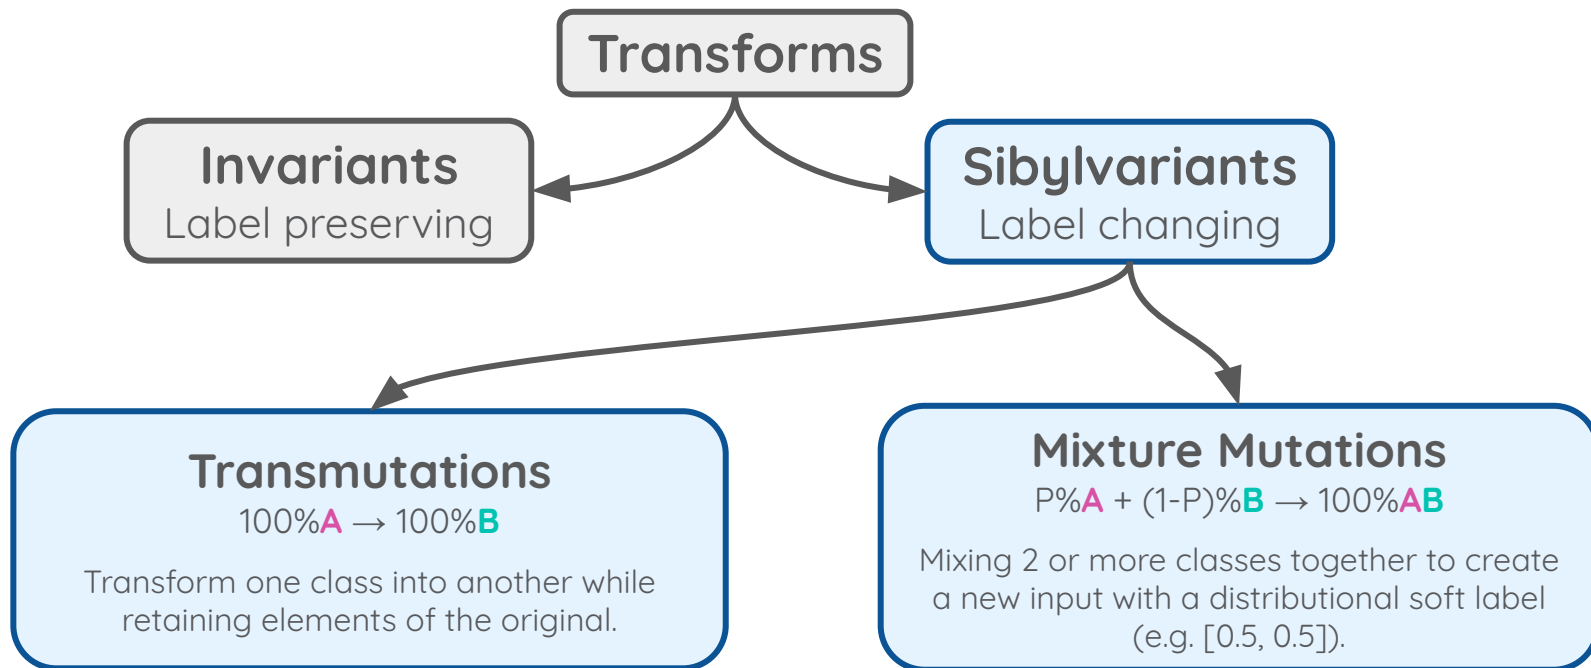 Transforms
Invariants
Label preserving
Sibylvariants
Label changing
Transmutations
100%A → 100%B
Transform one class into another while
retaining elements of the original.
Mixture Mutations
P%A + (1-P)%B → 100%AB
Mixing 2 or more classes together to create
a new input with a distributional soft label
(e.g. [0.5, 0.5]).